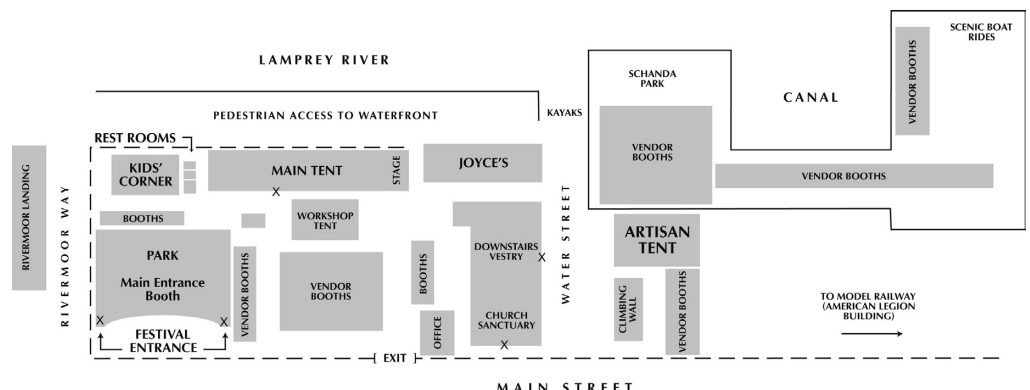 LAMPREY RIVER
PEDESTRIAN ACCESS TO WATERFRONT
REST ROOMS
KIDS'
CORNER
MAIN TENT
STAGE
JOYCE'S
KAYAKS
SCHANDA
PARK
CANAL
SCENIC BOAT
RIDES
VENDOR BOOTHS
VENDOR
BOOTHS
VENDOR BOOTHS
RIVERMOOR LANDING
RIVERMOOR WAY
BOOTHS
WORKSHOP
TENT
PARK
Main Entrance
Booth
X
X
X
FESTIVAL
ENTRANCE
VENDOR BOOTHS
VENDOR
BOOTHS
BOOTHS
OFFICE
DOWNSTAIRS
VESTRY
X
CHURCH
SANCTUARY
X
WATER STREET
ARTISAN
TENT
CLIMBING
WALL
VENDOR BOOTHS
TO MODEL RAILWAY
(AMERICAN LEGION
BUILDING)
EXIT
MAIN STREET